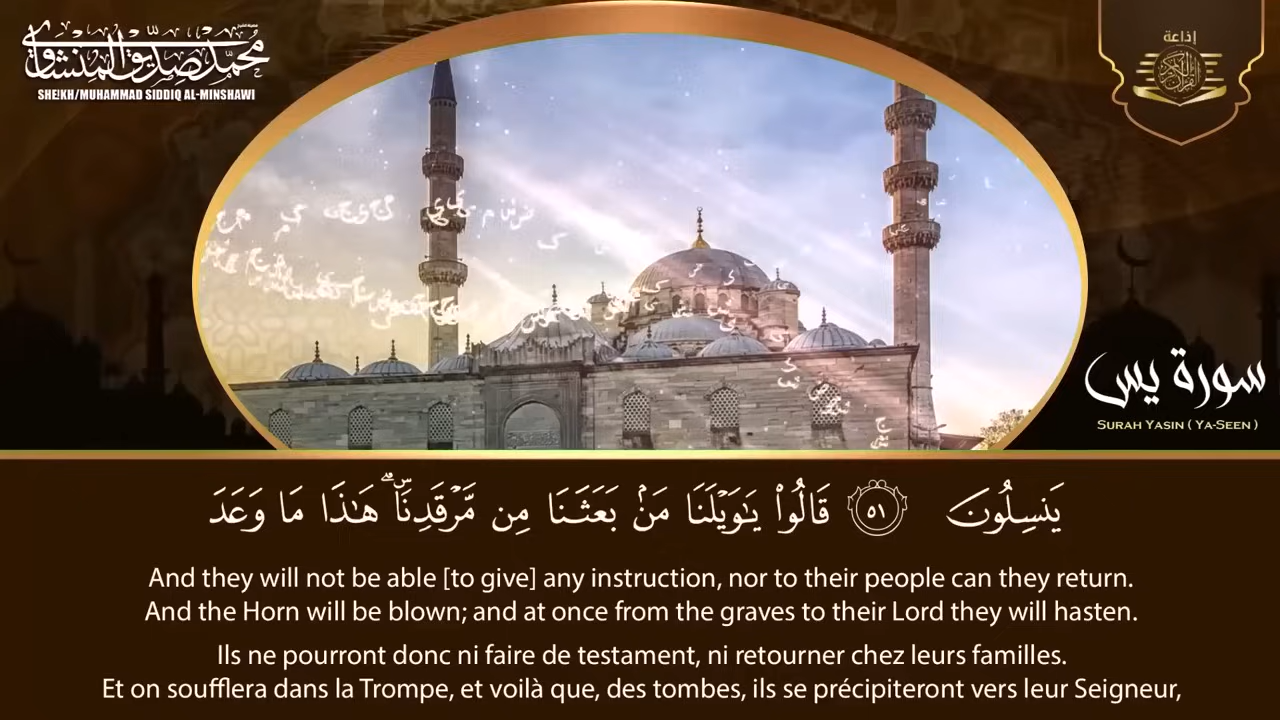 محمد صديق المنشاوي
SHEIKH/MUHAMMAD SIDDIQ AL-MINSHAWI
إذاعة
القرآن الكريم
سورة يس
SURAH YASIN ( YA-SEEN )
يَنسِلُونَ ٥١ قَالُوا۟ يَـٰوَيْلَنَا مَنۢ بَعَثَنَا مِن مَّرْقَدِنَا ۜ ۗ هَـٰذَا مَا وَعَدَ
And they will not be able [to give] any instruction, nor to their people can they return.
And the Horn will be blown; and at once from the graves to their Lord they will hasten.
Ils ne pourront donc ni faire de testament, ni retourner chez leurs familles.
Et on soufflera dans la Trompe, et voilà que, des tombes, ils se précipiteront vers leur Seigneur,